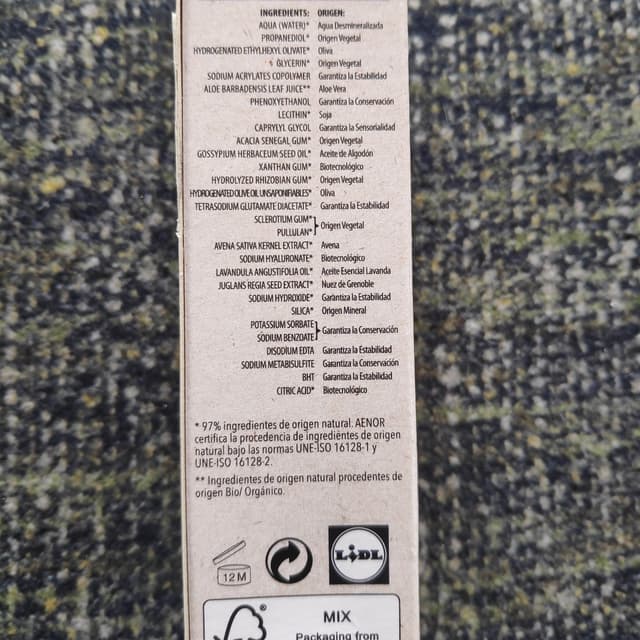 INGREDIENTS: ORIGEN:
AQUA (WATER)* Agua Desmineralizada
PROPANEDIOL* Origen Vegetal
HYDROGENATED ETHYLHEXYL OLIVATE* Oliva
GLYCERIN* Origen Vegetal
SODIUM ACRYLATES COPOLYMER Garantiza la Estabilidad
ALOE BARBADENSIS LEAF JUICE** Aloe Vera
PHENOXYETHANOL Garantiza la Conservación
LECITHIN* Soja
CAPRYLYL GLYCOL Garantiza la Sensorialidad
ACACIA SENEGAL GUM* Origen Vegetal
GOSSYPIUM HERBACEUM SEED OIL* Aceite de Algodón
XANTHAN GUM* Biotecnológico
HYDROLYZED RHIZOBIAN GUM* Origen Vegetal
HYDROGENATED OLIVE OIL UNSAPONIFIABLES* Oliva
TETRASODIUM GLUTAMATE DIACETATE* Garantiza la Estabilidad
SCLEROTIUM GUM*
PULLULAN* Origen Vegetal
AVENA SATIVA KERNEL EXTRACT* Avena
SODIUM HYALURONATE* Biotecnológico
LAVANDULA ANGUSTIFOLIA OIL* Aceite Esencial Lavanda
JUGLANS REGIA SEED EXTRACT* Nuez de Grenoble
SODIUM HYDROXIDE* Garantiza la Estabilidad
SILICA* Origen Mineral
POTASSIUM SORBATE
SODIUM BENZOATE Garantiza la Conservación
DISODIUM EDTA Garantiza la Estabilidad
SODIUM METABISULFITE Garantiza la Conservación
BHT Garantiza la Estabilidad
CITRIC ACID* Biotecnológico
* 97% ingredientes de origen natural. AENOR
certifica la procedencia de ingredientes de origen
natural bajo las normas UNE-ISO 16128-1 y
UNE-ISO 16128-2.
** Ingredientes de origen natural procedentes de
origen Bio/ Orgánico.
12 M
LIDL
MIX
Packaging from